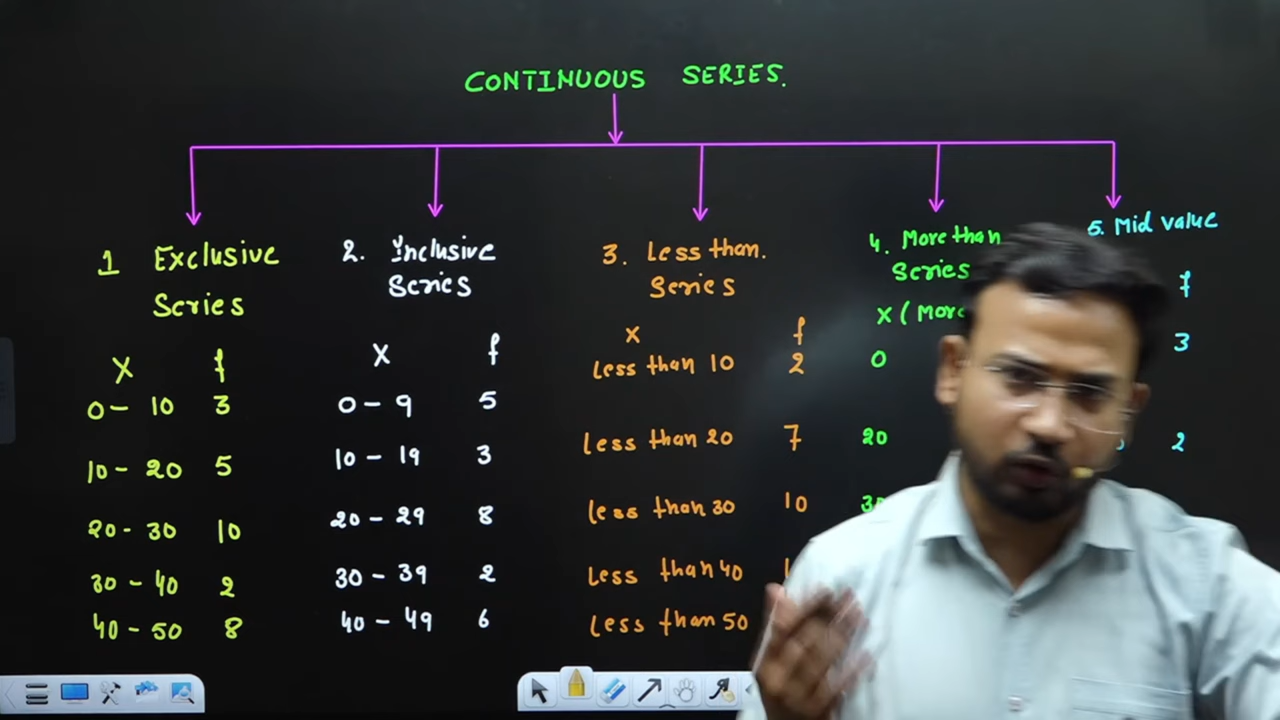 CONTINUOUS SERIES.
1 Exclusive
Series
X f
0 - 10 3
10 - 20 5
20 - 30 10
30 - 40 2
40 - 50 8
2. Inclusive
Series
X f
0 - 9 5
10 - 19 3
20 - 29 8
30 - 39 2
40 - 49 6
3. Less than.
Series
X f
Less than 10 2
Less than 20 7
Less than 30 10
Less than 40
Less than 50
4. More than
Series
X (More
0
20
5. Mid value
f
3
2